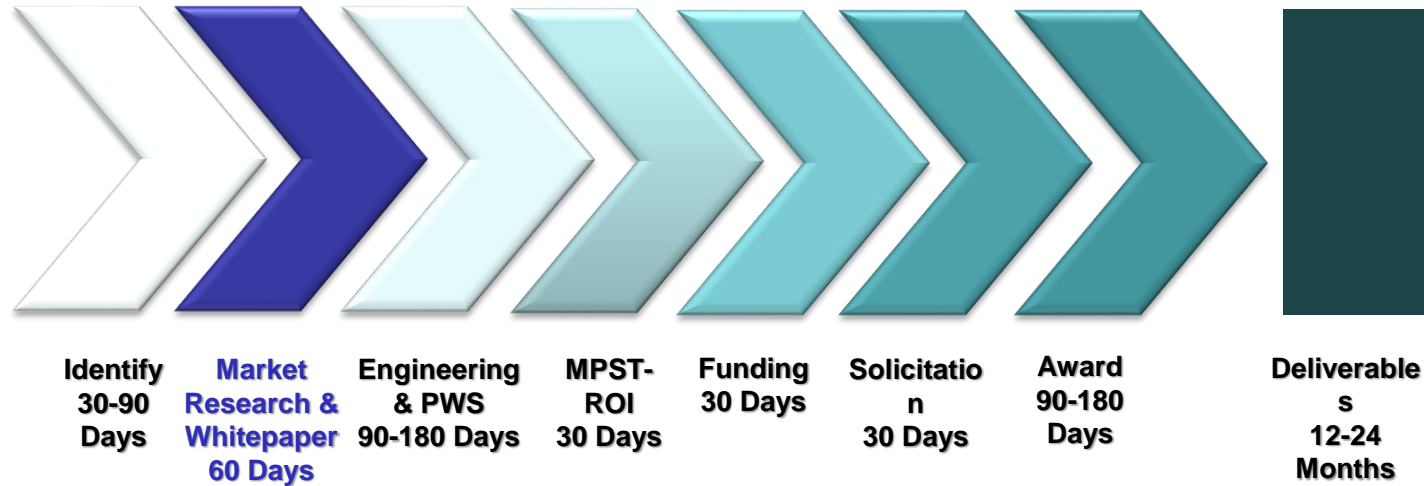 Identify
30-90
Days
Market
Research &
Whitepaper
60 Days
Engineering
& PWS
90-180 Days
MPST-
ROI
30 Days
Funding
30 Days
Solicitatio
n
30 Days
Award
90-180
Days
Deliverable
s
12-24
Months